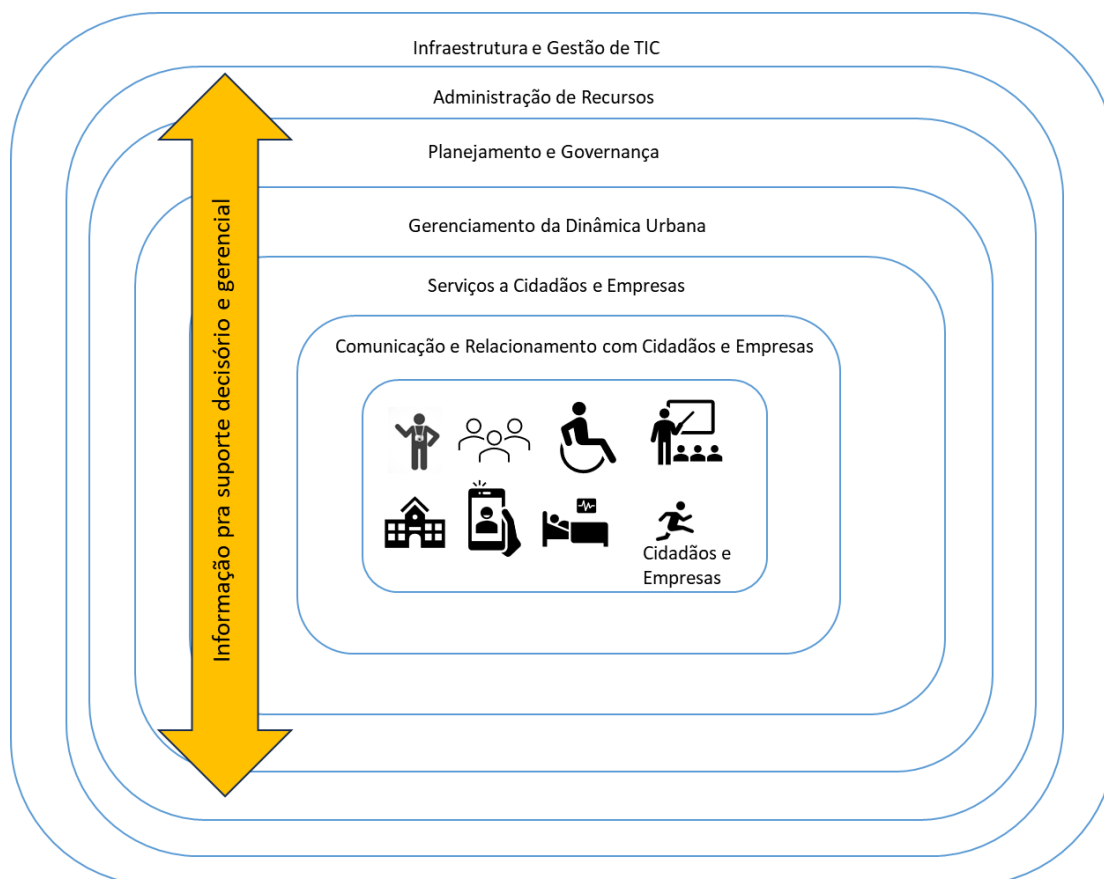 Infraestrutura e Gestão de TIC
Administração de Recursos
Planejamento e Governança
Gerenciamento da Dinâmica Urbana
Serviços a Cidadãos e Empresas
Comunicação e Relacionamento com Cidadãos e Empresas
Cidadãos e
Empresas
Informação pra suporte decisório e gerencial